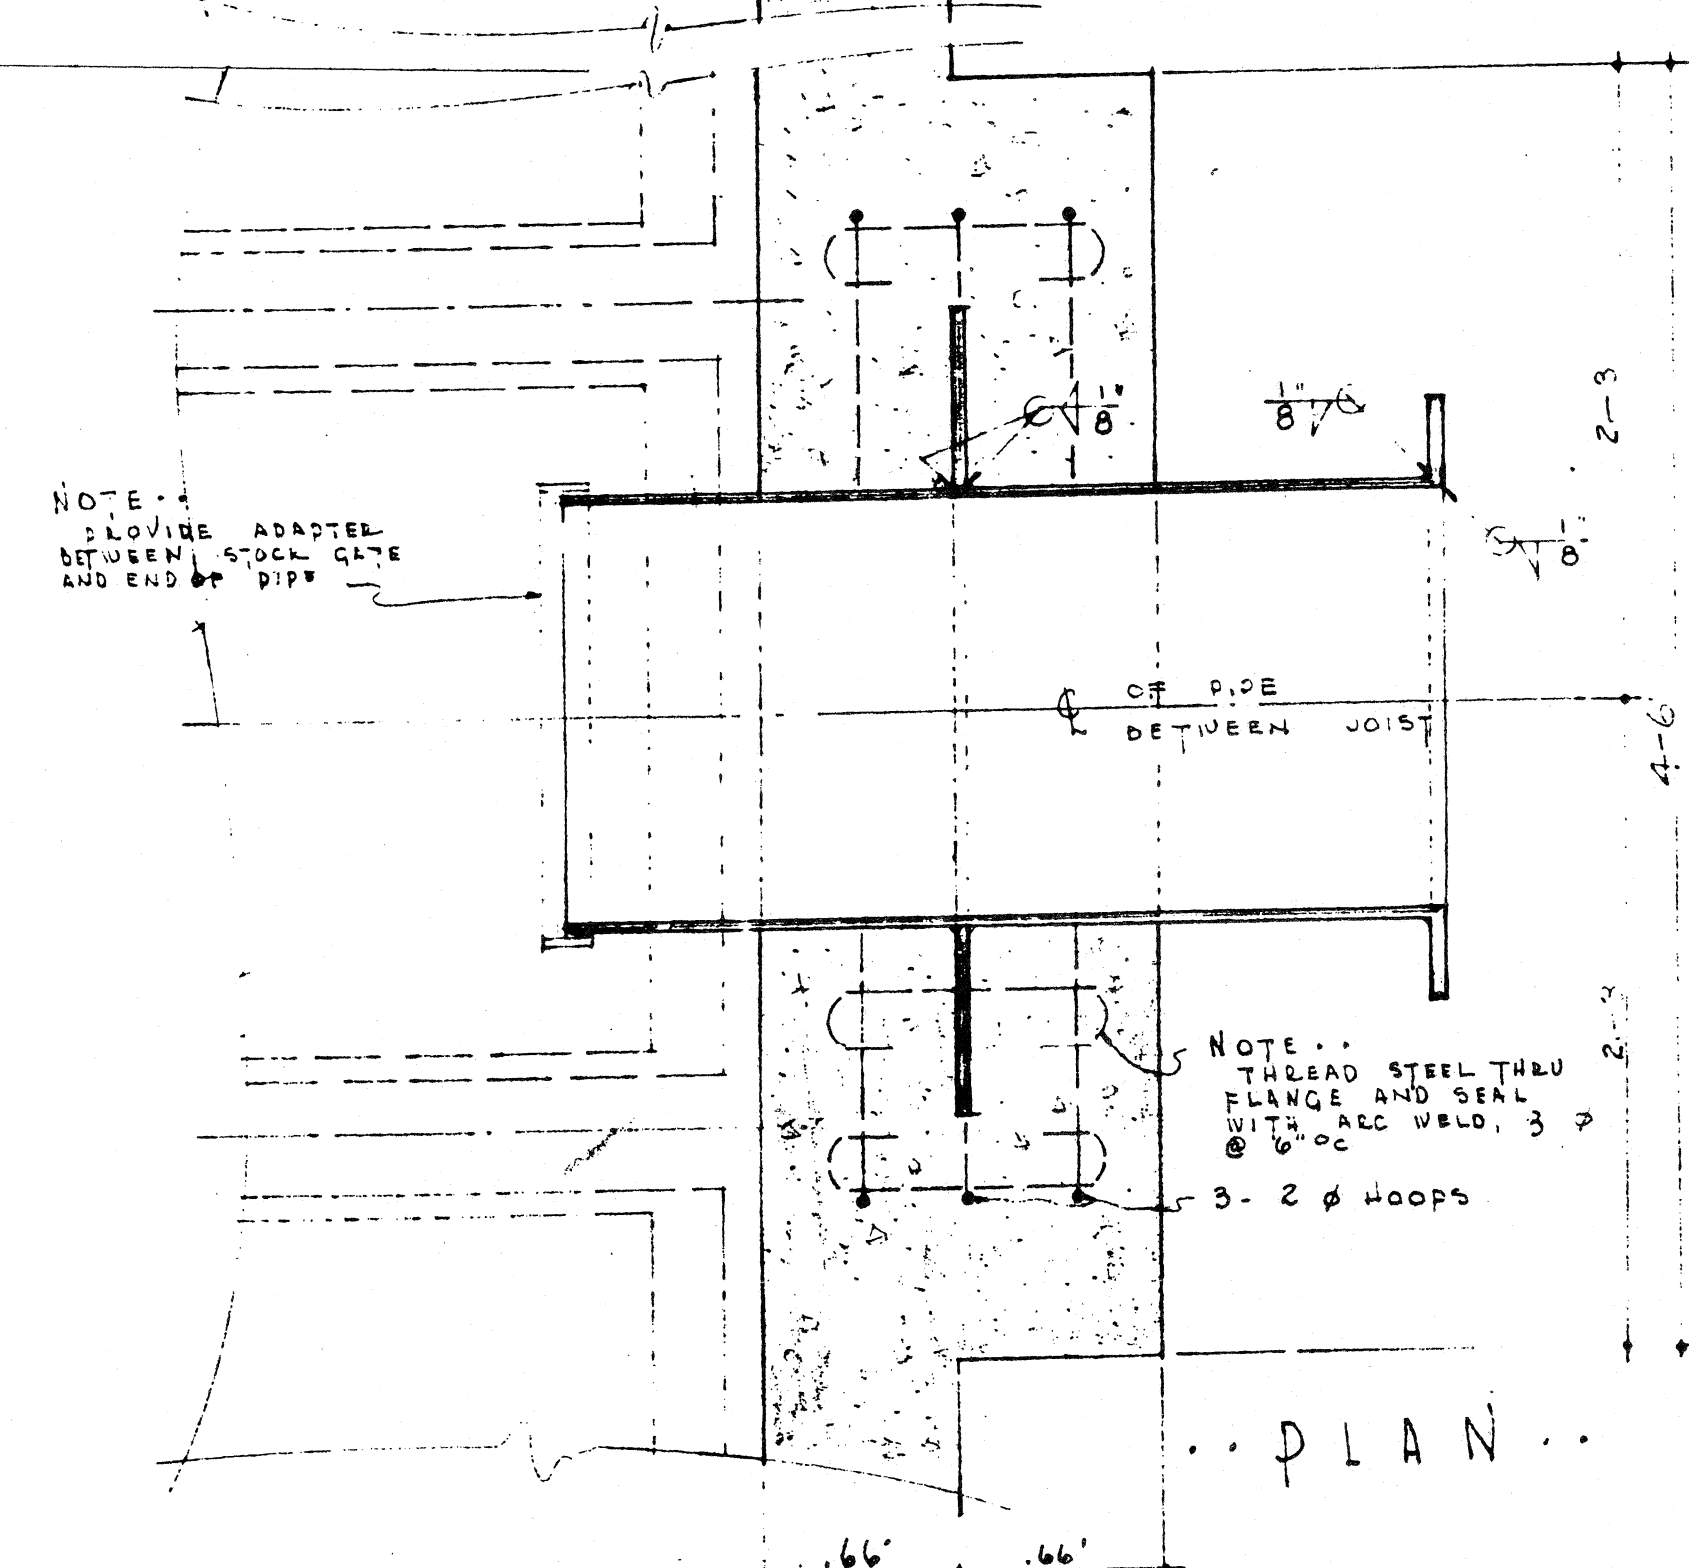 1/8"
1/8"
2-3
NOTE..
PROVIDE ADAPTER
BETWEEN STOCK GATE
AND END OF PIPE
1/8"
℄ OF PIPE
BETWEEN JOIST
4-6
NOTE..
THREAD STEEL THRU
FLANGE AND SEAL
WITH ARC WELD, 3 ø
@ 6" OC
3 - 2 ø HOOPS
..PLAN..
.66'
.66'